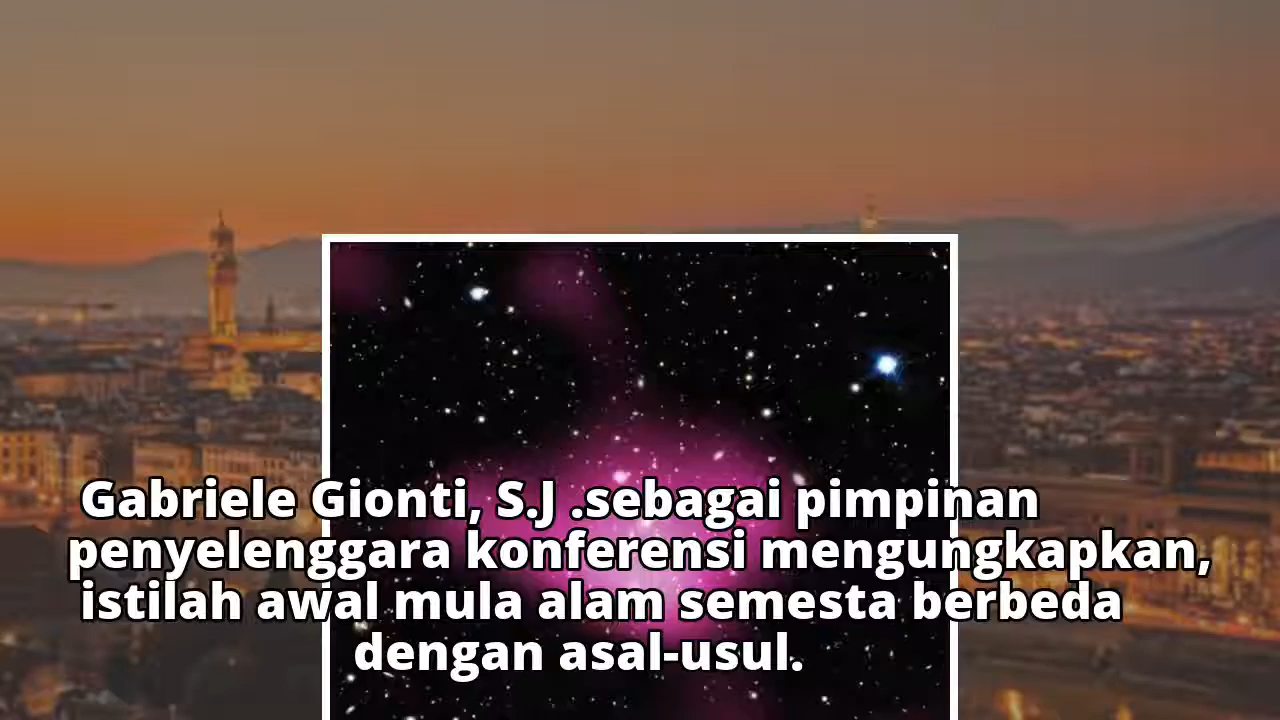 Gabriele Gionti, S.J .sebagai pimpinan
penyelenggara konferensi mengungkapkan,
istilah awal mula alam semesta berbeda
dengan asal-usul.